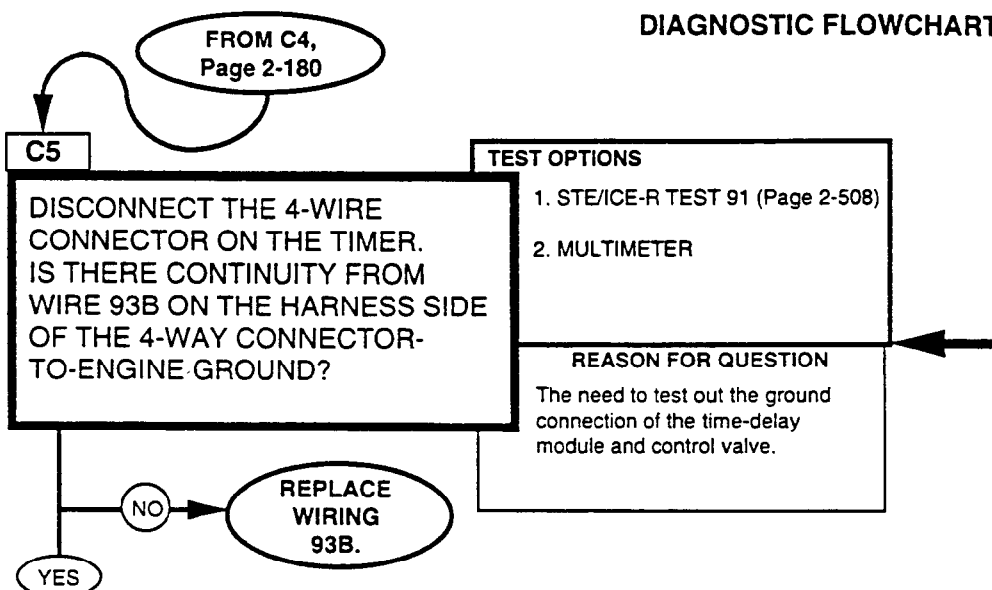 DIAGNOSTIC FLOWCHART
FROM C4,
Page 2-180
C5
DISCONNECT THE 4-WIRE
CONNECTOR ON THE TIMER.
IS THERE CONTINUITY FROM
WIRE 93B ON THE HARNESS SIDE
OF THE 4-WAY CONNECTOR-
TO-ENGINE GROUND?
TEST OPTIONS
1. STE/ICE-R TEST 91 (Page 2-508)
2. MULTIMETER
REASON FOR QUESTION
The need to test out the ground
connection of the time-delay
module and control valve.
NO
REPLACE
WIRING
93B.
YES